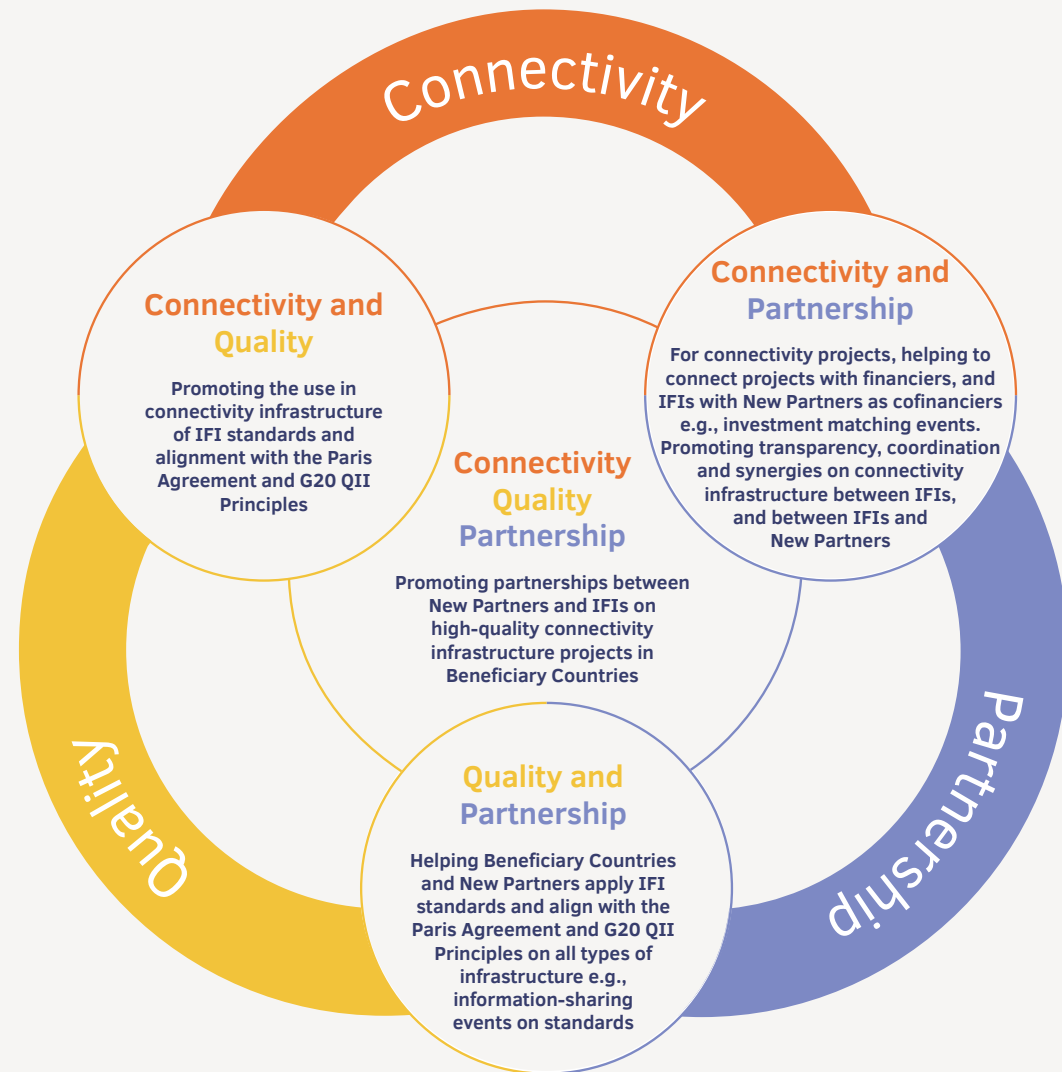 Connectivity
Connectivity and
Quality
Promoting the use in
connectivity infrastructure
of IFI standards and
alignment with the Paris
Agreement and G20 QII
Principles
Connectivity and
Partnership
For connectivity projects, helping to
connect projects with financiers, and
IFIs with New Partners as cofinanciers
e.g., investment matching events.
Promoting transparency, coordination
and synergies on connectivity
infrastructure between IFIs,
and between IFIs and
New Partners
Connectivity
Quality
Partnership
Promoting partnerships between
New Partners and IFIs on
high-quality connectivity
infrastructure projects in
Beneficiary Countries
Quality
Partnership
Quality and
Partnership
Helping Beneficiary Countries
and New Partners apply IFI
standards and align with the
Paris Agreement and G20 QII
Principles on all types of
infrastructure e.g.,
information-sharing
events on standards